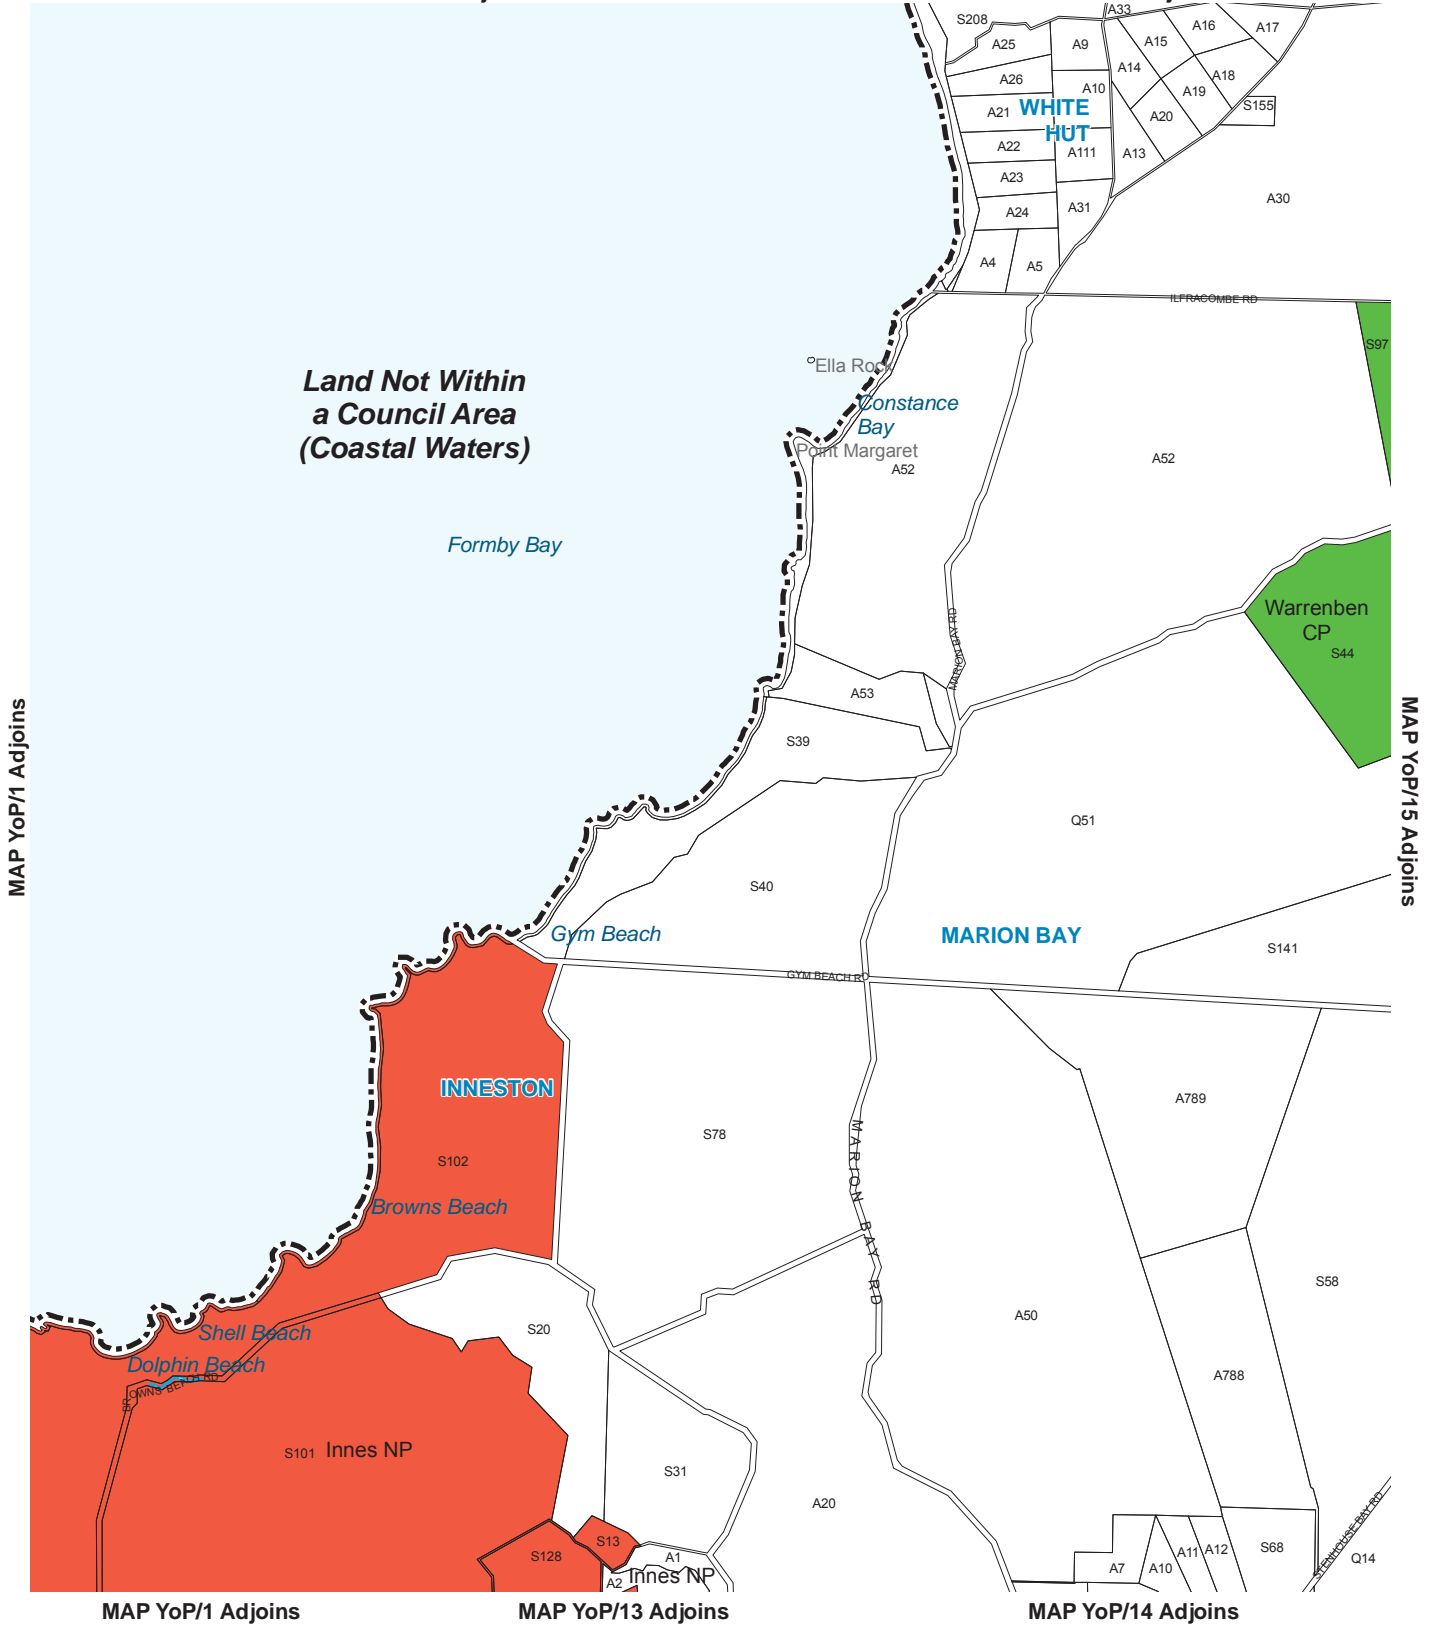 S208
A33
A16
A17
A25
A9
A15
A14
A18
A26
A10
A19
S155
A21
WHITE
HUT
A20
A22
A111
A13
A23
A30
A24
A31
A4
A5
ILFRACOMBE RD
S97
Ella Rock
Land Not Within
a Council Area
(Coastal Waters)
Constance
Bay
Point Margaret
A52
A52
Formby Bay
Warrenben
CP
S44
MARION BAY RD
A53
S39
MAP YoP/1 Adjoins
MAP YoP/15 Adjoins
Q51
S40
Gym Beach
MARION BAY
S141
GYM BEACH RD
INNESTON
A789
S78
MARION BAY RD
S102
Browns Beach
S58
A50
S20
Shell Beach
Dolphin Beach
BROWNS BEACH RD
A788
S101
Innes NP
S31
A20
STENHOUSE BAY RD
S13
S128
A1
A2
Innes NP
A7
A10
A11
A12
S68
Q14
MAP YoP/1 Adjoins
MAP YoP/13 Adjoins
MAP YoP/14 Adjoins